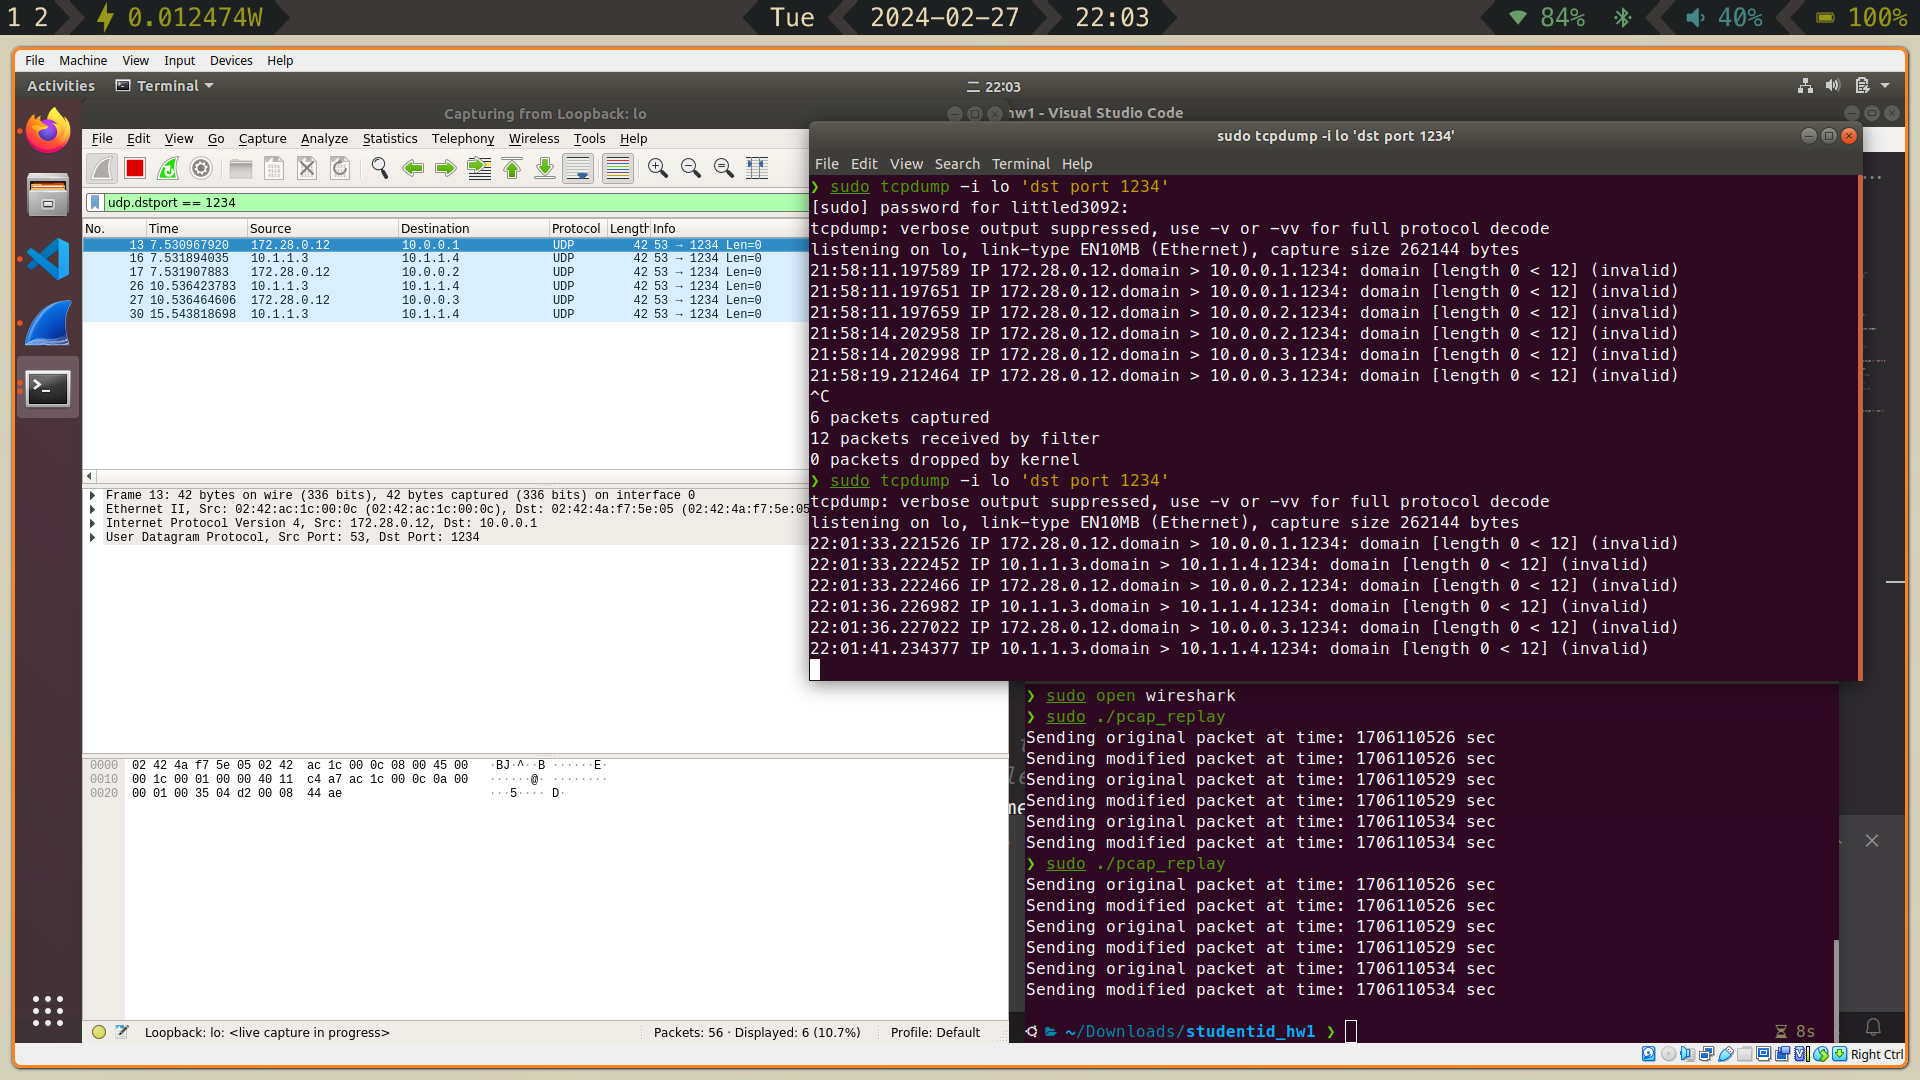 1 2 0.012474W Tue 2024-02-27 22:03 84% 40% 100%
File Machine View Input Devices Help
Activities Terminal 二 22:03
Capturing from Loopback: lo
hw1 - Visual Studio Code
File Edit View Go Capture Analyze Statistics Telephony Wireless Tools Help
udp.dstport == 1234
No. Time Source Destination Protocol Length Info
13 7.530967920 172.28.0.12 10.0.0.1 UDP 42 53 → 1234 Len=0
16 7.531894035 10.1.1.3 10.1.1.4 UDP 42 53 → 1234 Len=0
17 7.531907883 172.28.0.12 10.0.0.2 UDP 42 53 → 1234 Len=0
26 10.536423783 10.1.1.3 10.1.1.4 UDP 42 53 → 1234 Len=0
27 10.536464606 172.28.0.12 10.0.0.3 UDP 42 53 → 1234 Len=0
30 15.543818698 10.1.1.3 10.1.1.4 UDP 42 53 → 1234 Len=0
Frame 13: 42 bytes on wire (336 bits), 42 bytes captured (336 bits) on interface 0
Ethernet II, Src: 02:42:ac:1c:00:0c (02:42:ac:1c:00:0c), Dst: 02:42:4a:f7:5e:05 (02:42:4a:f7:5e:05
Internet Protocol Version 4, Src: 172.28.0.12, Dst: 10.0.0.1
User Datagram Protocol, Src Port: 53, Dst Port: 1234
0000 02 42 4a f7 5e 05 02 42 ac 1c 00 0c 08 00 45 00 ·BJ·^··B ······E·
0010 00 1c 00 01 00 00 40 11 c4 a7 ac 1c 00 0c 0a 00 ······@· ········
0020 00 01 00 35 04 d2 00 08 44 ae ···5···· D·
Loopback: lo: <live capture in progress> Packets: 56 · Displayed: 6 (10.7%) Profile: Default
sudo tcpdump -i lo 'dst port 1234'
File Edit View Search Terminal Help
❯ sudo tcpdump -i lo 'dst port 1234'
[sudo] password for littled3092:
tcpdump: verbose output suppressed, use -v or -vv for full protocol decode
listening on lo, link-type EN10MB (Ethernet), capture size 262144 bytes
21:58:11.197589 IP 172.28.0.12.domain > 10.0.0.1.1234: domain [length 0 < 12] (invalid)
21:58:11.197651 IP 172.28.0.12.domain > 10.0.0.1.1234: domain [length 0 < 12] (invalid)
21:58:11.197659 IP 172.28.0.12.domain > 10.0.0.2.1234: domain [length 0 < 12] (invalid)
21:58:14.202958 IP 172.28.0.12.domain > 10.0.0.2.1234: domain [length 0 < 12] (invalid)
21:58:14.202998 IP 172.28.0.12.domain > 10.0.0.3.1234: domain [length 0 < 12] (invalid)
21:58:19.212464 IP 172.28.0.12.domain > 10.0.0.3.1234: domain [length 0 < 12] (invalid)
^C
6 packets captured
12 packets received by filter
0 packets dropped by kernel
❯ sudo tcpdump -i lo 'dst port 1234'
tcpdump: verbose output suppressed, use -v or -vv for full protocol decode
listening on lo, link-type EN10MB (Ethernet), capture size 262144 bytes
22:01:33.221526 IP 172.28.0.12.domain > 10.0.0.1.1234: domain [length 0 < 12] (invalid)
22:01:33.222452 IP 10.1.1.3.domain > 10.1.1.4.1234: domain [length 0 < 12] (invalid)
22:01:33.222466 IP 172.28.0.12.domain > 10.0.0.2.1234: domain [length 0 < 12] (invalid)
22:01:36.226982 IP 10.1.1.3.domain > 10.1.1.4.1234: domain [length 0 < 12] (invalid)
22:01:36.227022 IP 172.28.0.12.domain > 10.0.0.3.1234: domain [length 0 < 12] (invalid)
22:01:41.234377 IP 10.1.1.3.domain > 10.1.1.4.1234: domain [length 0 < 12] (invalid)
❯ sudo open wireshark
❯ sudo ./pcap_replay
Sending original packet at time: 1706110526 sec
Sending modified packet at time: 1706110526 sec
Sending original packet at time: 1706110529 sec
Sending modified packet at time: 1706110529 sec
Sending original packet at time: 1706110534 sec
Sending modified packet at time: 1706110534 sec
❯ sudo ./pcap_replay
Sending original packet at time: 1706110526 sec
Sending modified packet at time: 1706110526 sec
Sending original packet at time: 1706110529 sec
Sending modified packet at time: 1706110529 sec
Sending original packet at time: 1706110534 sec
Sending modified packet at time: 1706110534 sec
~/Downloads/studentid_hw1 ❯ 8s
Right Ctrl